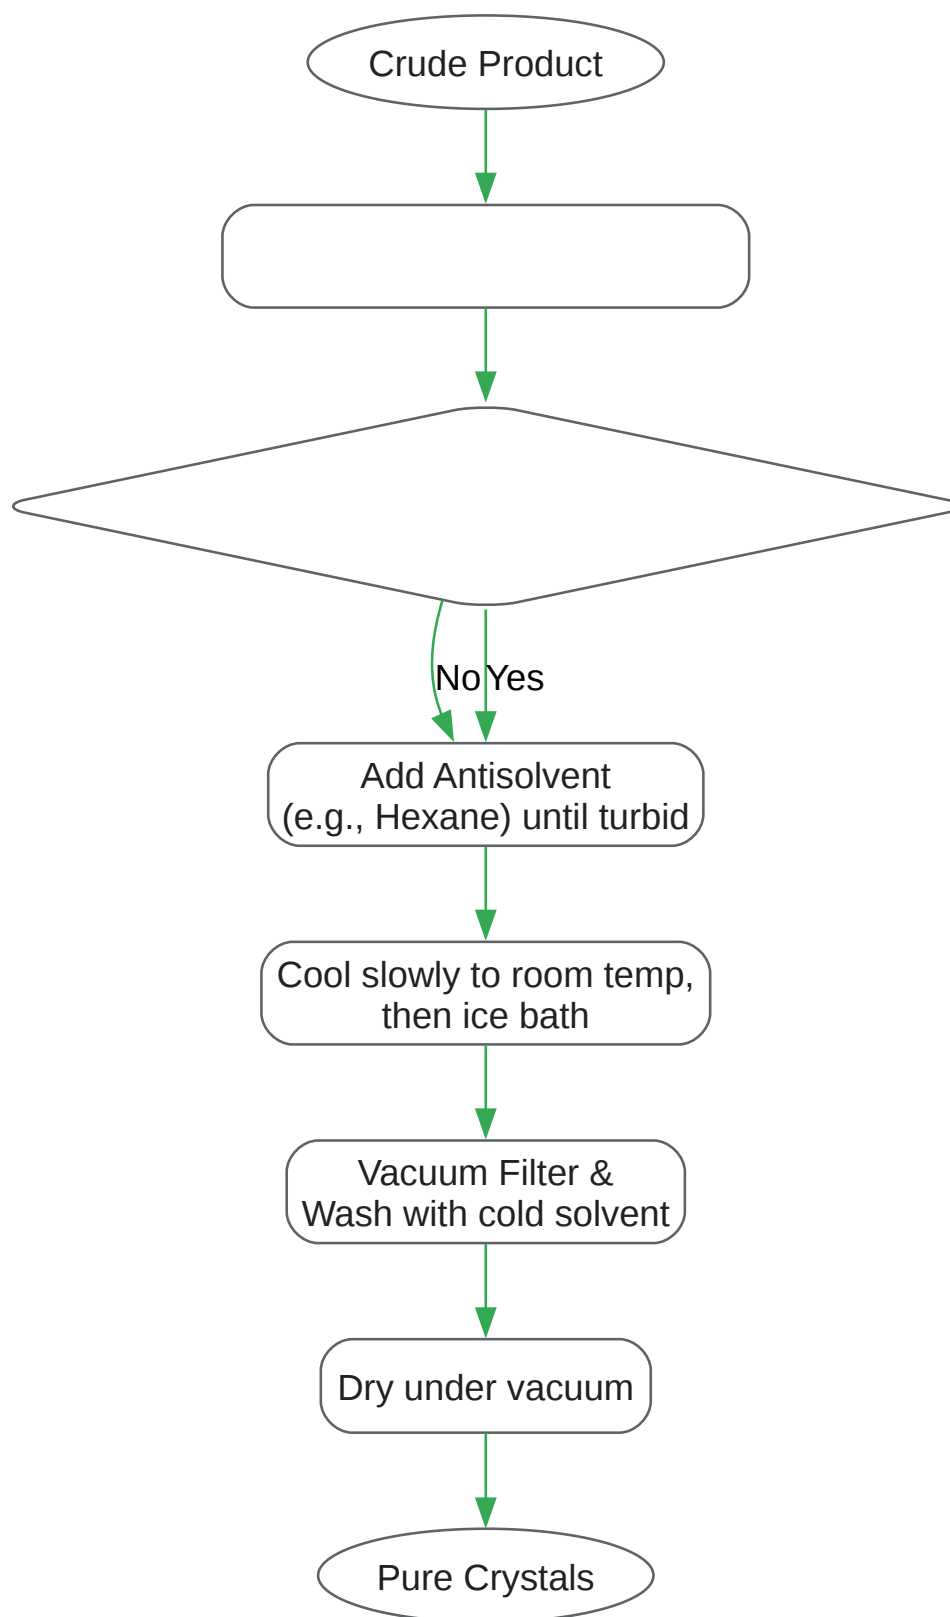 Crude Product
No Yes
Add Antisolvent
(e.g., Hexane) until turbid
Cool slowly to room temp,
then ice bath
Vacuum Filter &
Wash with cold solvent
Dry under vacuum
Pure Crystals